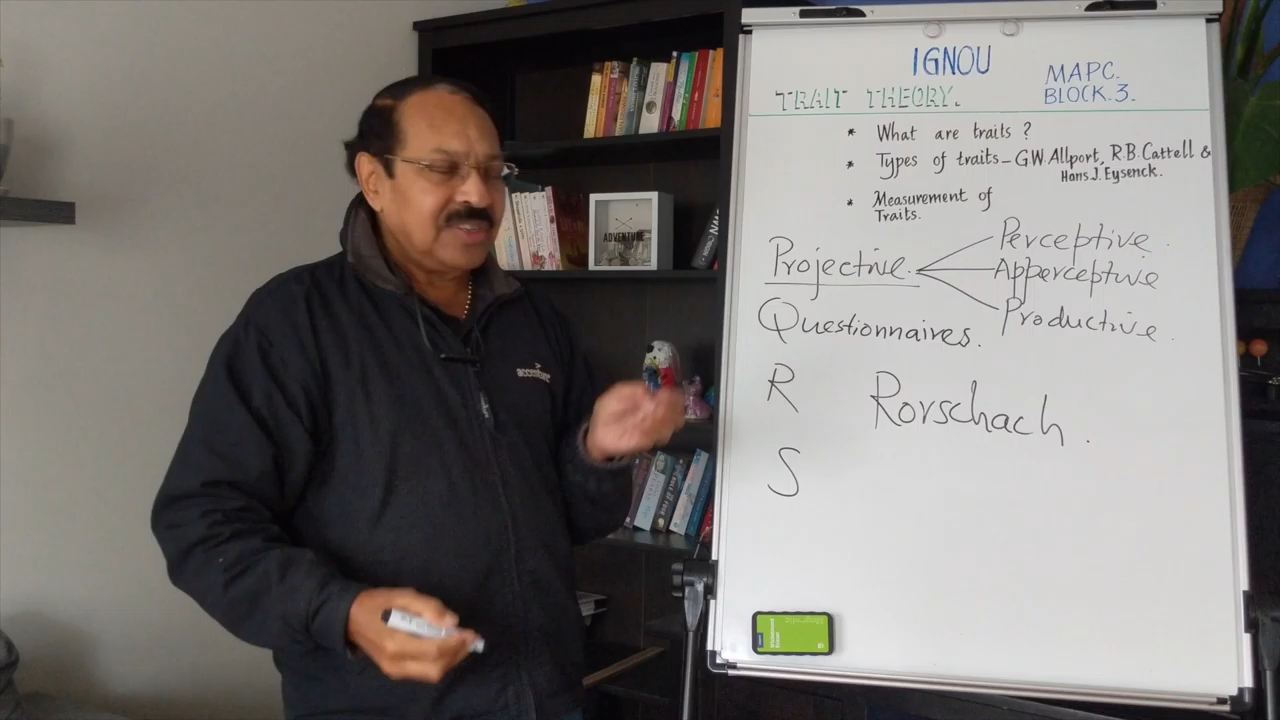 IGNOU
MAPC.
BLOCK.3.
TRAIT THEORY.
* What are traits ?
* Types of traits - G.W. Allport, R.B. Cattell &
Hans. J. Eysenck.
* Measurement of
Traits.
Projective.
Perceptive.
Apperceptive
Productive.
Questionnaires.
R
Rorschach.
S
ADVENTURE
accenture